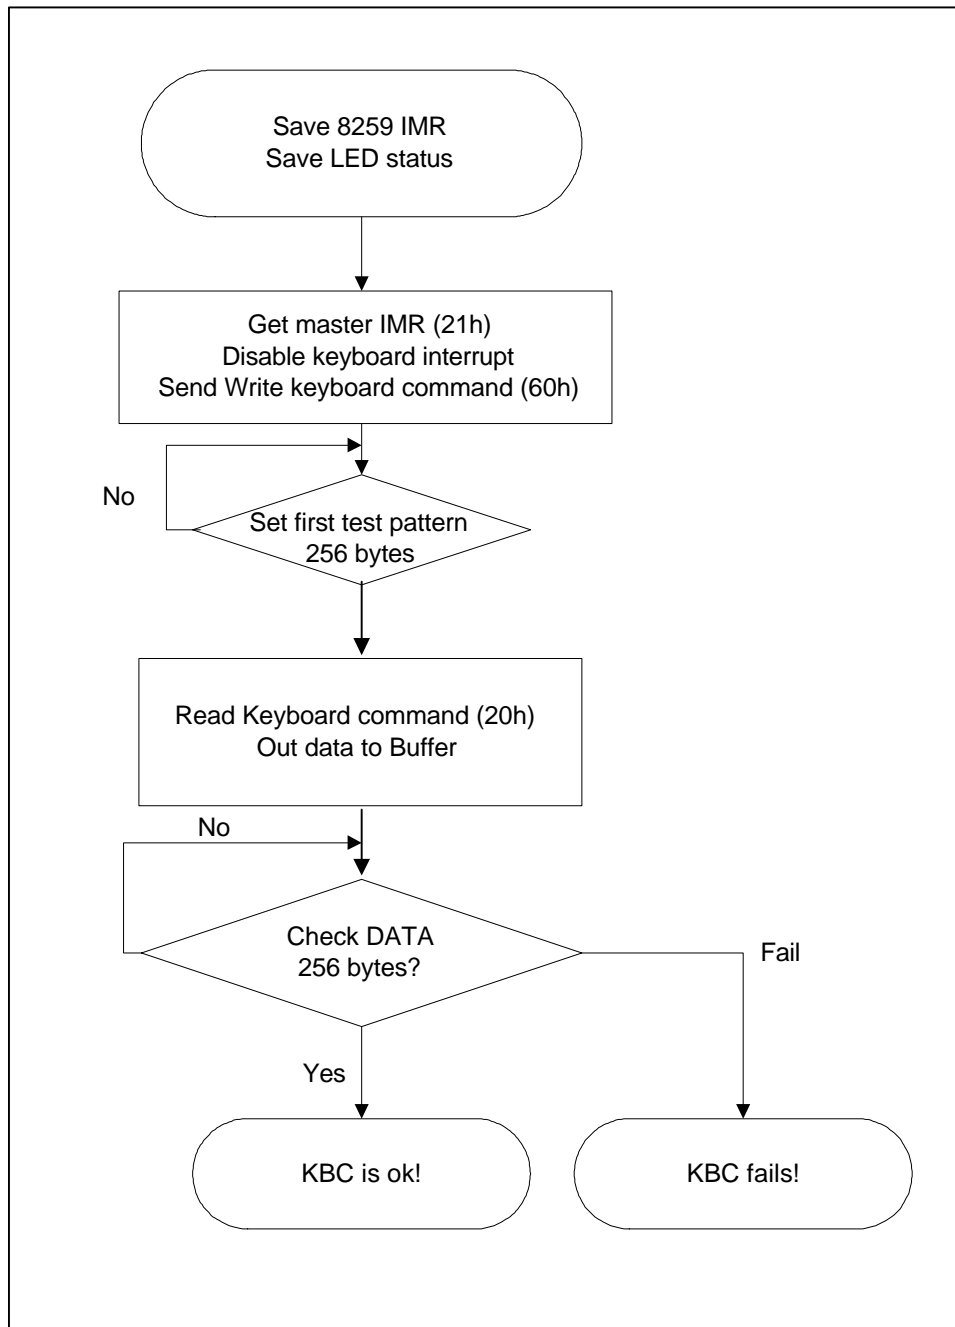 Save 8259 IMR
Save LED status
Get master IMR (21h)
Disable keyboard interrupt
Send Write keyboard command (60h)
No
Set first test pattern
256 bytes
Read Keyboard command (20h)
Out data to Buffer
No
Check DATA
256 bytes?
Fail
Yes
KBC is ok!
KBC fails!